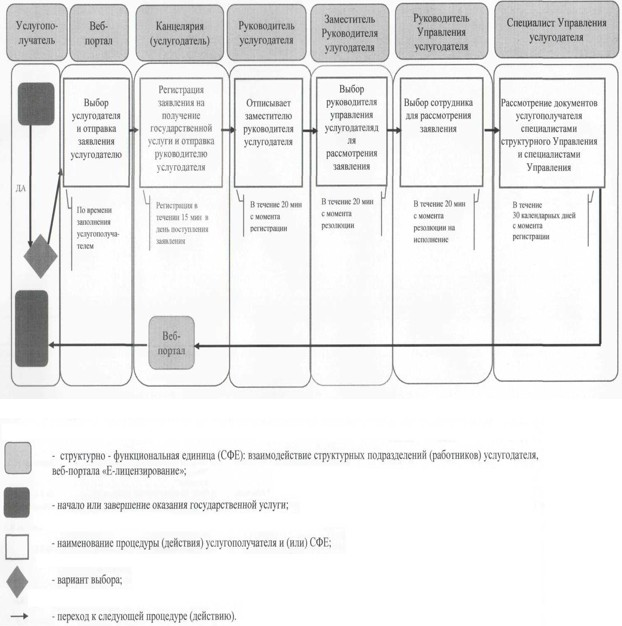 Услугопо-
лучатель
Веб-
портал
Канцелярия
(услугодатель)
Руководитель
услугодателя
Заместитель
Руководителя
улугодателя
Руководитель
Управления
услугодателя
Специалист Управления
услугодателя
ДА
Выбор
услугодателя
и отправка
заявления
услугодателю
Регистрация
заявления на
получение
государственной
услуги и отправка
руководителю
услугодателя
Отписывает
заместителю
руководителя
услугодателя
Выбор
руководителя
управления
услугодателяд
ля
рассмотрения
заявления
Выбор сотрудника
для рассмотрения
заявления
Рассмотрение документов
услугополучателя
специалистами
структурного Управления
и специалистами
Управления
По времени
заполнения
услугополуча-
телем
Регистрация в
течении 15 мин в
день поступления
заявления
В течение 20 мин
с момента
регистрации
В течение 20 мин
с момента
резолюции
В течение 20 мин
с момента
резолюции на
исполнение
В течение
30 календарных дней
с момента
регистрации
Веб-
портал
- структурно - функциональная единица (СФЕ): взаимодействие структурных подразделений (работников) услугодателя,
веб-портала «Е-лицензирование»;
- начало или завершение оказания государственной услуги;
- наименование процедуры (действия) услугополучателя и (или) СФЕ;
- вариант выбора;
- переход к следующей процедуре (действию).